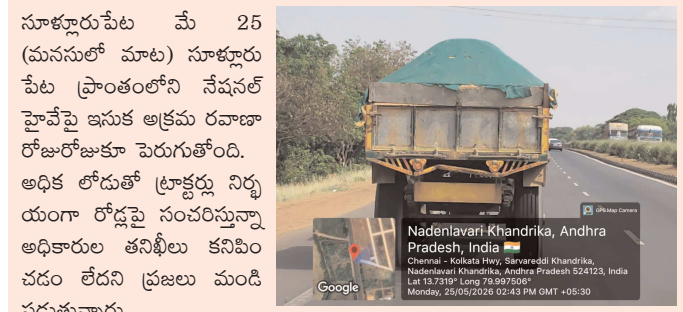 సూళ్లూరుపేట మే 25
(మనసులో మాట) సూళ్లూరు
పేట ప్రాంతంలోని నేషనల్
హైవేపై ఇసుక అక్రమ రవాణా
రోజురోజుకూ పెరుగుతోంది.
అధిక లోడుతో ట్రాక్టర్లు నిర్భ
యంగా రోడ్లపై సంచరిస్తున్నా
అధికారుల తనిఖీలు కనిపిం
చడం లేదని ప్రజలు మండి
పడుతున్నారు
GPS Map Camera
Nadenlavari Khandrika, Andhra
Pradesh, India 🇮🇳
Chennai - Kolkata Hwy, Sarvareddi Khandrika,
Nadenlavari Khandrika, Andhra Pradesh 524123, India
Lat 13.7319° Long 79.997506°
Monday, 25/05/2026 02:43 PM GMT +05:30
Google